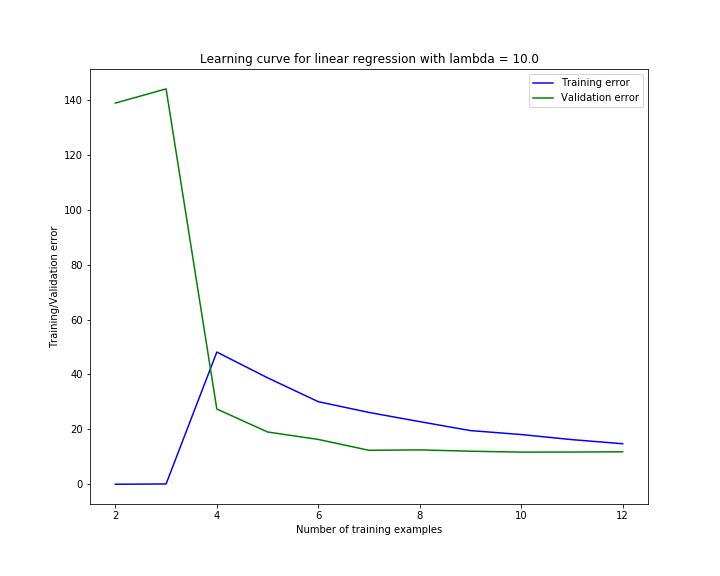 Learning curve for linear regression with lambda = 10.0
Training error
Validation error
140
120
100
80
60
40
20
0
Training/Validation error
2
4
6
8
10
12
Number of training examples